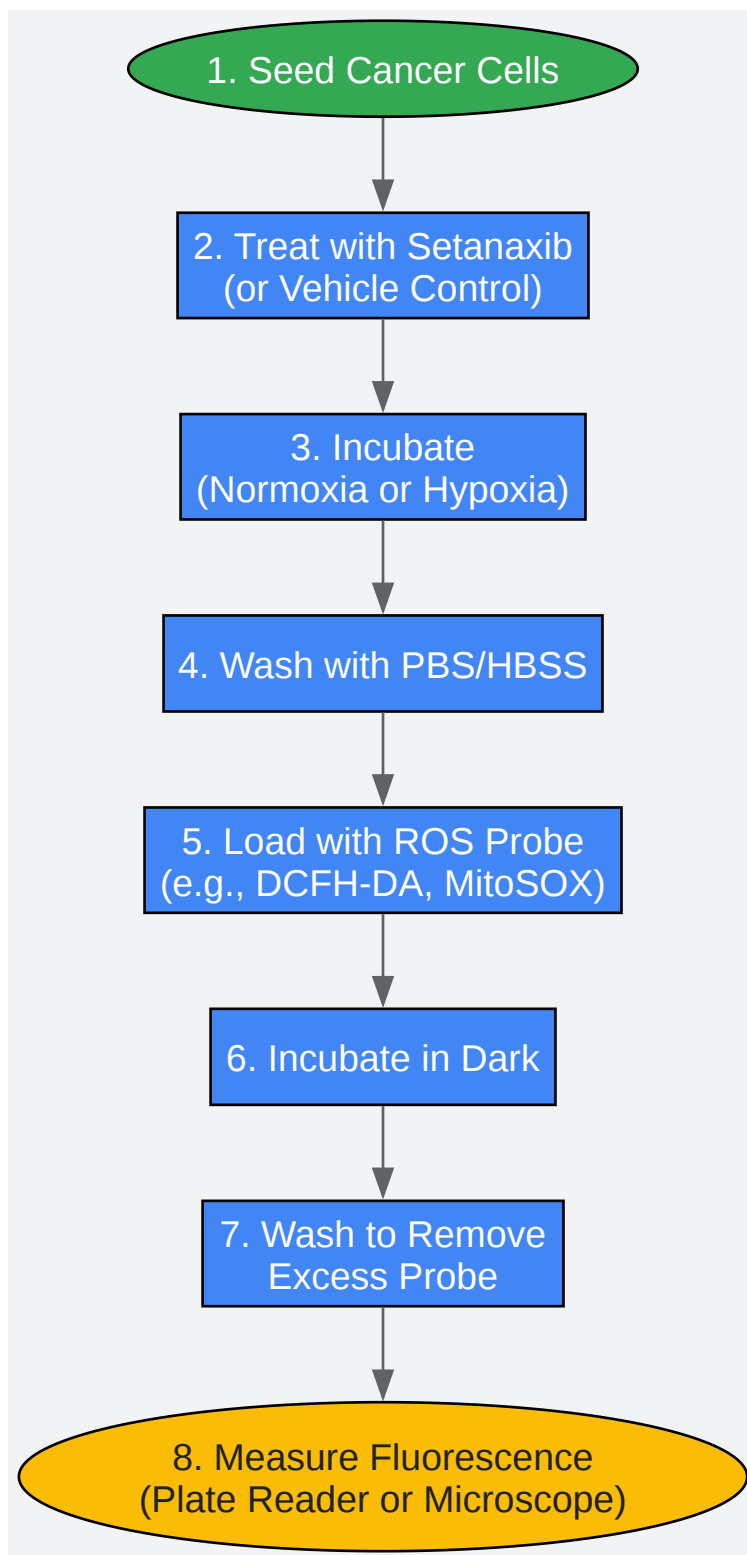 1. Seed Cancer Cells
2. Treat with Setanaxib
(or Vehicle Control)
3. Incubate
(Normoxia or Hypoxia)
4. Wash with PBS/HBSS
5. Load with ROS Probe
(e.g., DCFH-DA, MitoSOX)
6. Incubate in Dark
7. Wash to Remove
Excess Probe
8. Measure Fluorescence
(Plate Reader or Microscope)